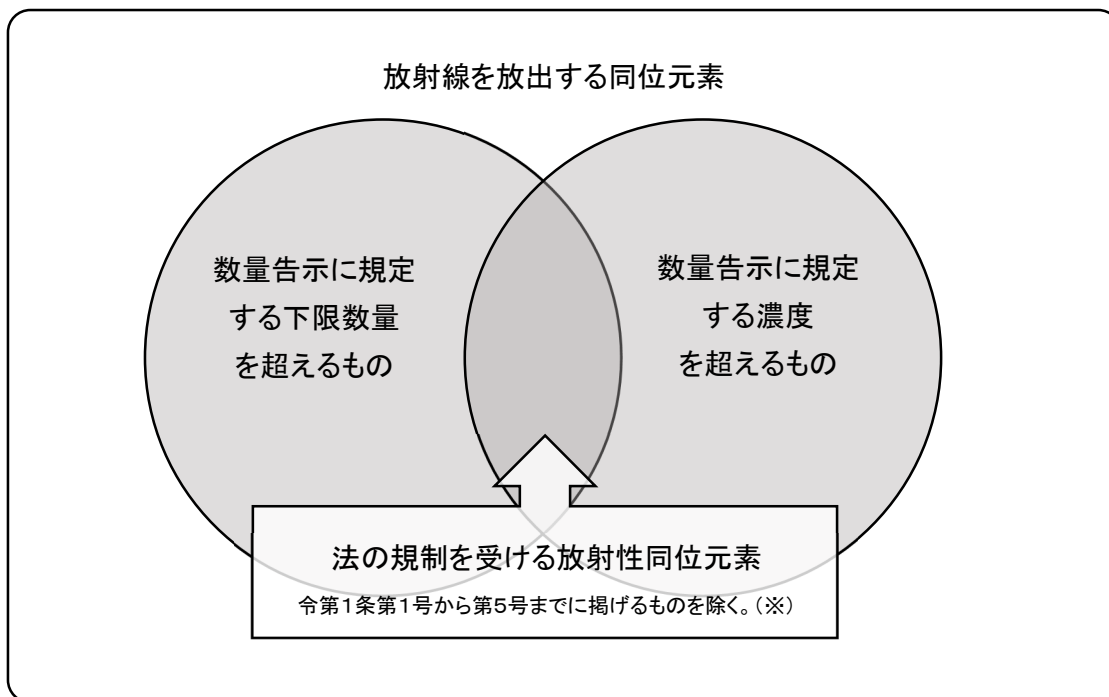 放射線を放出する同位元素
数量告示に規定
する下限数量
を超えるもの
数量告示に規定
する濃度
を超えるもの
法の規制を受ける放射性同位元素
令第１条第１号から第５号までに掲げるものを除く。（※）